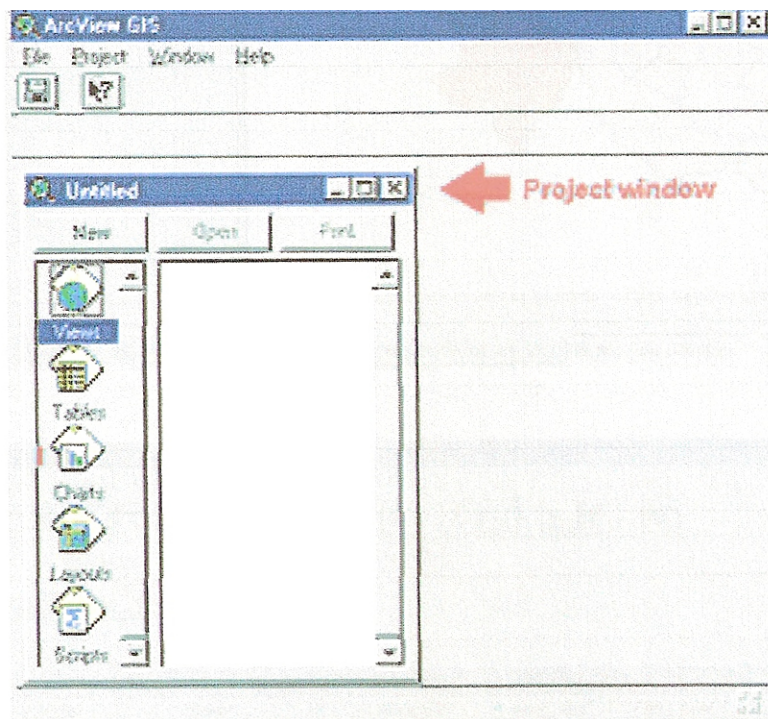 ArcView GIS
File Project Window Help
Untitled
Project window
New Open Print
Views
Tables
Charts
Layouts
Scripts